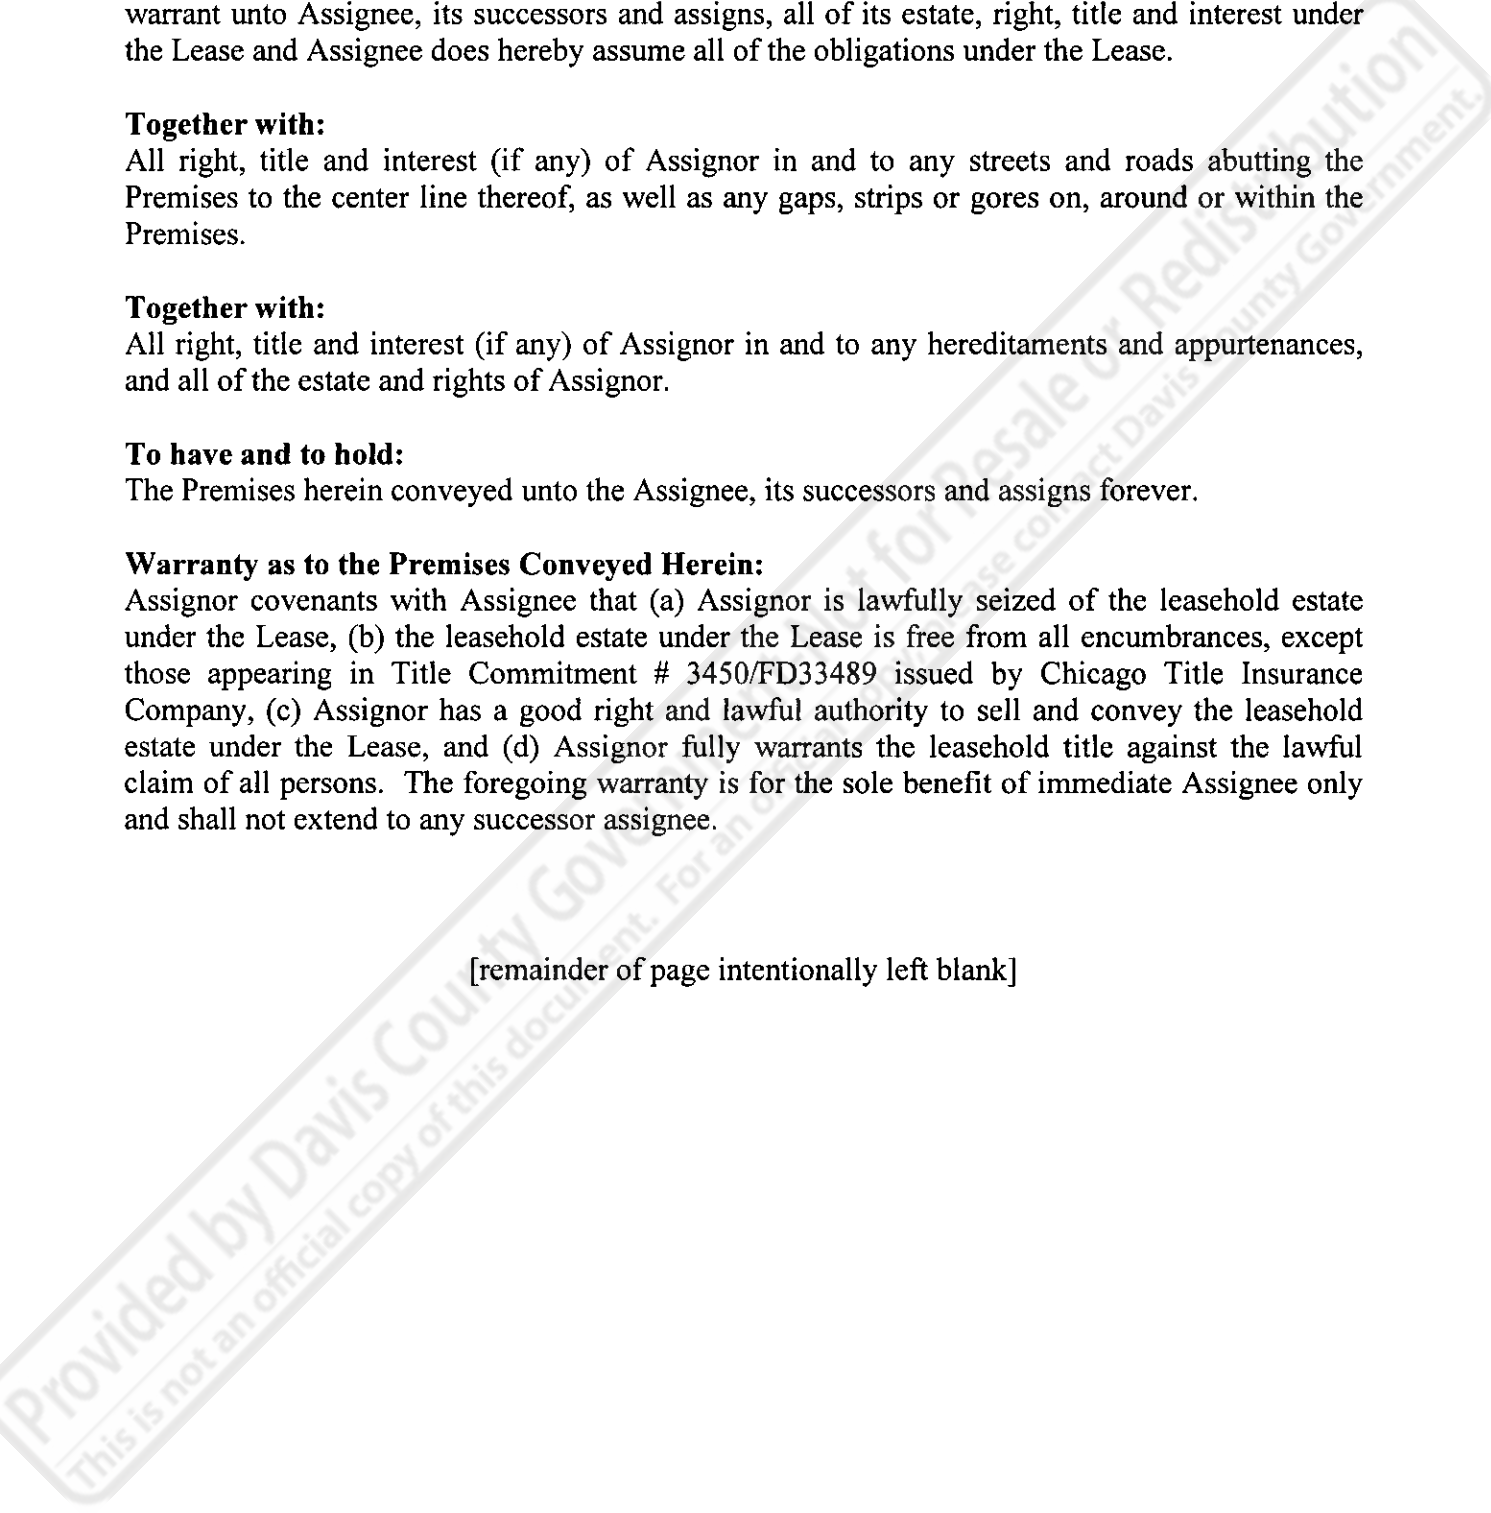 warrant unto Assignee, its successors and assigns, all of its estate, right, title and interest under
the Lease and Assignee does hereby assume all of the obligations under the Lease.
Together with:
All right, title and interest (if any) of Assignor in and to any streets and roads abutting the
Premises to the center line thereof, as well as any gaps, strips or gores on, around or within the
Premises.
Together with:
All right, title and interest (if any) of Assignor in and to any hereditaments and appurtenances,
and all of the estate and rights of Assignor.
To have and to hold:
The Premises herein conveyed unto the Assignee, its successors and assigns forever.
Warranty as to the Premises Conveyed Herein:
Assignor covenants with Assignee that (a) Assignor is lawfully seized of the leasehold estate
under the Lease, (b) the leasehold estate under the Lease is free from all encumbrances, except
those appearing in Title Commitment # 3450/FD33489 issued by Chicago Title Insurance
Company, (c) Assignor has a good right and lawful authority to sell and convey the leasehold
estate under the Lease, and (d) Assignor fully warrants the leasehold title against the lawful
claim of all persons. The foregoing warranty is for the sole benefit of immediate Assignee only
and shall not extend to any successor assignee.
[remainder of page intentionally left blank]
Provided by Davis County Government-Not for Resale or Redistribution
This is not an official copy of this document. For an official copy, please contact Davis County Government.